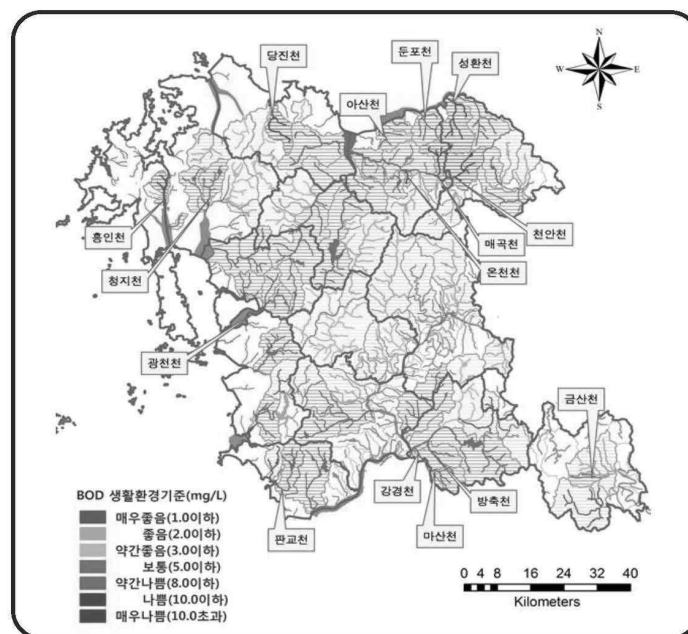 당진천
둔포천
성환천
아산천
N
W E
S
흥인천
청지천
천안천
매곡천
온천천
광천천
금산천
BOD 생활환경기준(mg/L)
매우좋음(1.0이하)
좋음(2.0이하)
약간좋음(3.0이하)
보통(5.0이하)
약간나쁨(8.0이하)
나쁨(10.0이하)
매우나쁨(10.0초과)
판교천
강경천
마산천
방축천
0 4 8 16 24 32 40
Kilometers